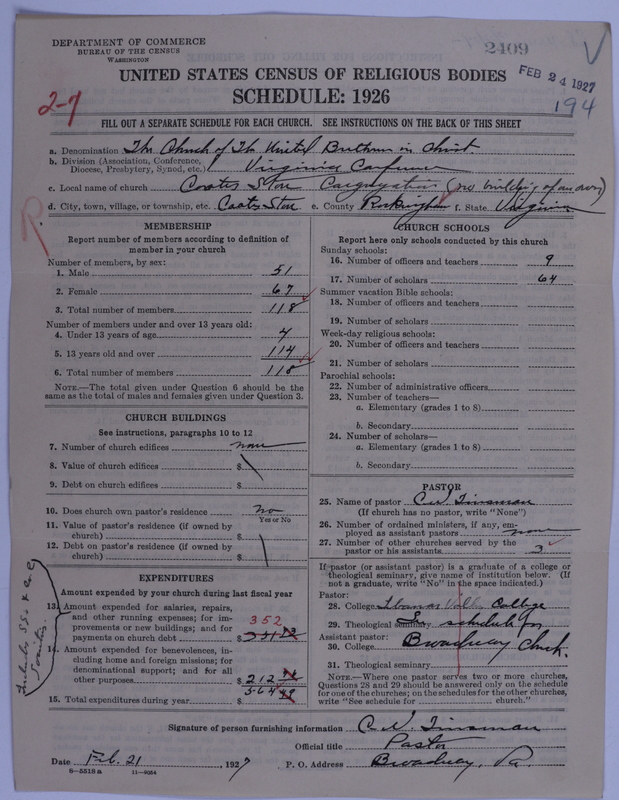 DEPARTMENT OF COMMERCE
BUREAU OF THE CENSUS
WASHINGTON
2409
FEB 24 1927
194
UNITED STATES CENSUS OF RELIGIOUS BODIES
SCHEDULE: 1926
2-7
FILL OUT A SEPARATE SCHEDULE FOR EACH CHURCH. SEE INSTRUCTIONS ON THE BACK OF THIS SHEET
a. Denomination The Church of The United Brethren in Christ
b. Division (Association, Conference, Diocese, Presbytery, Synod, etc.) Virginia Conference
c. Local name of church Coates Store Congregation (no building of an own)
d. City, town, village, or township, etc. Coates Store e. County Rockingham f. State Virginia
R
MEMBERSHIP
Report number of members according to definition of
member in your church
Number of members, by sex:
1. Male 51
2. Female 67
3. Total number of members 118
Number of members under and over 13 years old:
4. Under 13 years of age 4
5. 13 years old and over 114
6. Total number of members 118
NOTE.—The total given under Question 6 should be the
same as the total of males and females given under Question 3.
CHURCH BUILDINGS
See instructions, paragraphs 10 to 12
7. Number of church edifices none
8. Value of church edifices $
9. Debt on church edifices $
10. Does church own pastor's residence no
Yes or No
11. Value of pastor's residence (if owned by
church) $
12. Debt on pastor's residence (if owned by
church) $
EXPENDITURES
Amount expended by your church during last fiscal year
13. Amount expended for salaries, repairs,
and other running expenses; for im-
provements or new buildings; and for 352
payments on church debt $
14. Amount expended for benevolences, in-
cluding home and foreign missions; for
denominational support; and for all
other purposes $ 212
15. Total expenditures during year $ 564
Includes S.S. & C.E. Societies
CHURCH SCHOOLS
Report here only schools conducted by this church
Sunday schools:
16. Number of officers and teachers 9
17. Number of scholars 64
Summer vacation Bible schools:
18. Number of officers and teachers
19. Number of scholars
Week-day religious schools:
20. Number of officers and teachers
21. Number of scholars
Parochial schools:
22. Number of administrative officers
23. Number of teachers—
a. Elementary (grades 1 to 8)
b. Secondary
24. Number of scholars—
a. Elementary (grades 1 to 8)
b. Secondary
PASTOR
25. Name of pastor C. W. Tinsman
(If church has no pastor, write "None")
26. Number of ordained ministers, if any, em-
ployed as assistant pastors none
27. Number of other churches served by the
pastor or his assistants 3
If pastor (or assistant pastor) is a graduate of a college or
theological seminary, give name of institution below. (If
not a graduate, write "No" in the space indicated.)
Pastor:
28. College College
29. Theological seminary schedule for
Assistant pastor:
30. College Broadway Church.
31. Theological seminary
NOTE.—Where one pastor serves two or more churches,
Questions 28 and 29 should be answered only on the schedule
for one of the churches; on the schedules for the other churches,
write "See schedule for church."
Signature of person furnishing information C. W. Tinsman
Official title Pastor
Date Feb. 21, 1927 P. O. Address Broadway, Va.
6—5518 a 11—9054